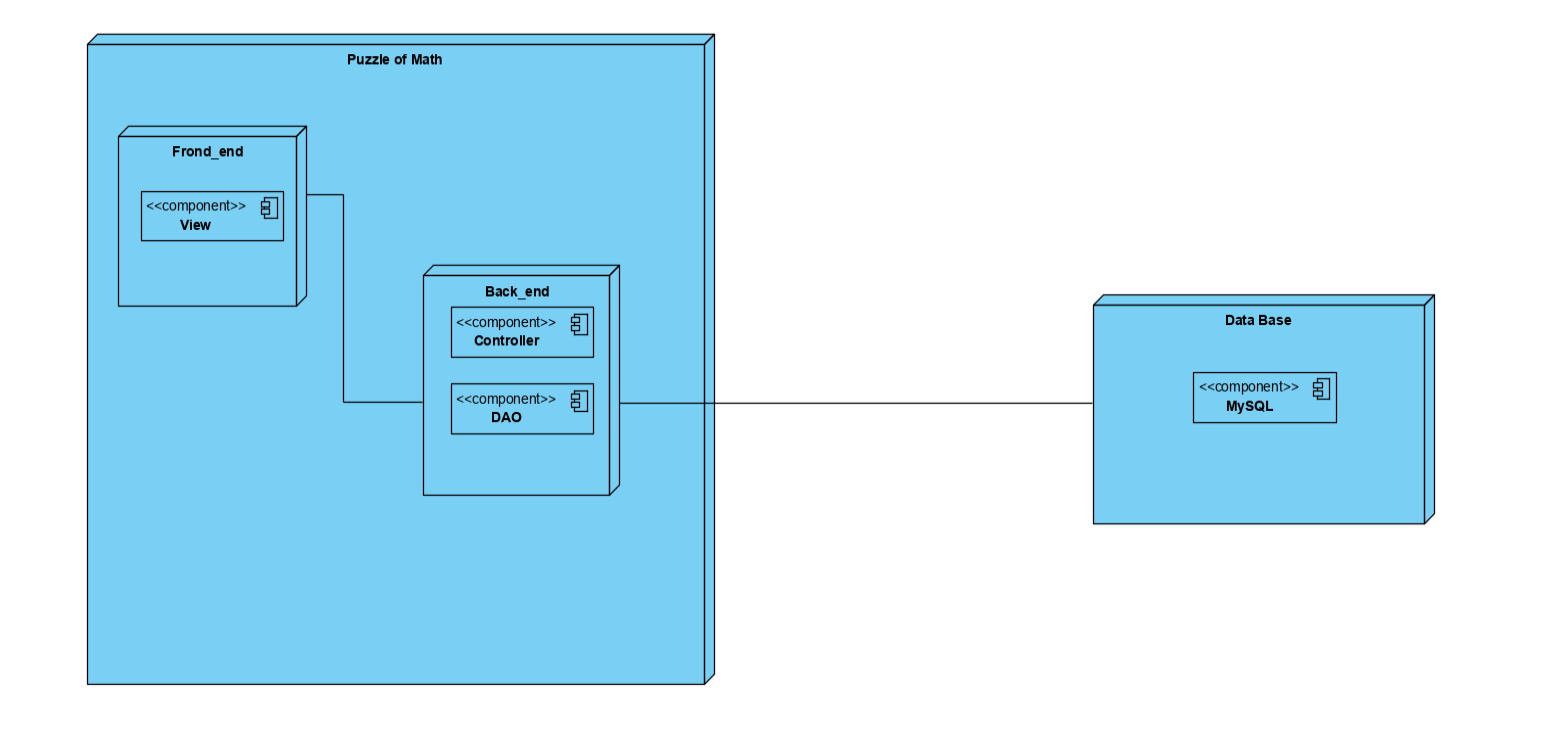 Puzzle of Math
Frond_end
<<component>>
View
Back_end
<<component>>
Controller
<<component>>
DAO
Data Base
<<component>>
MySQL